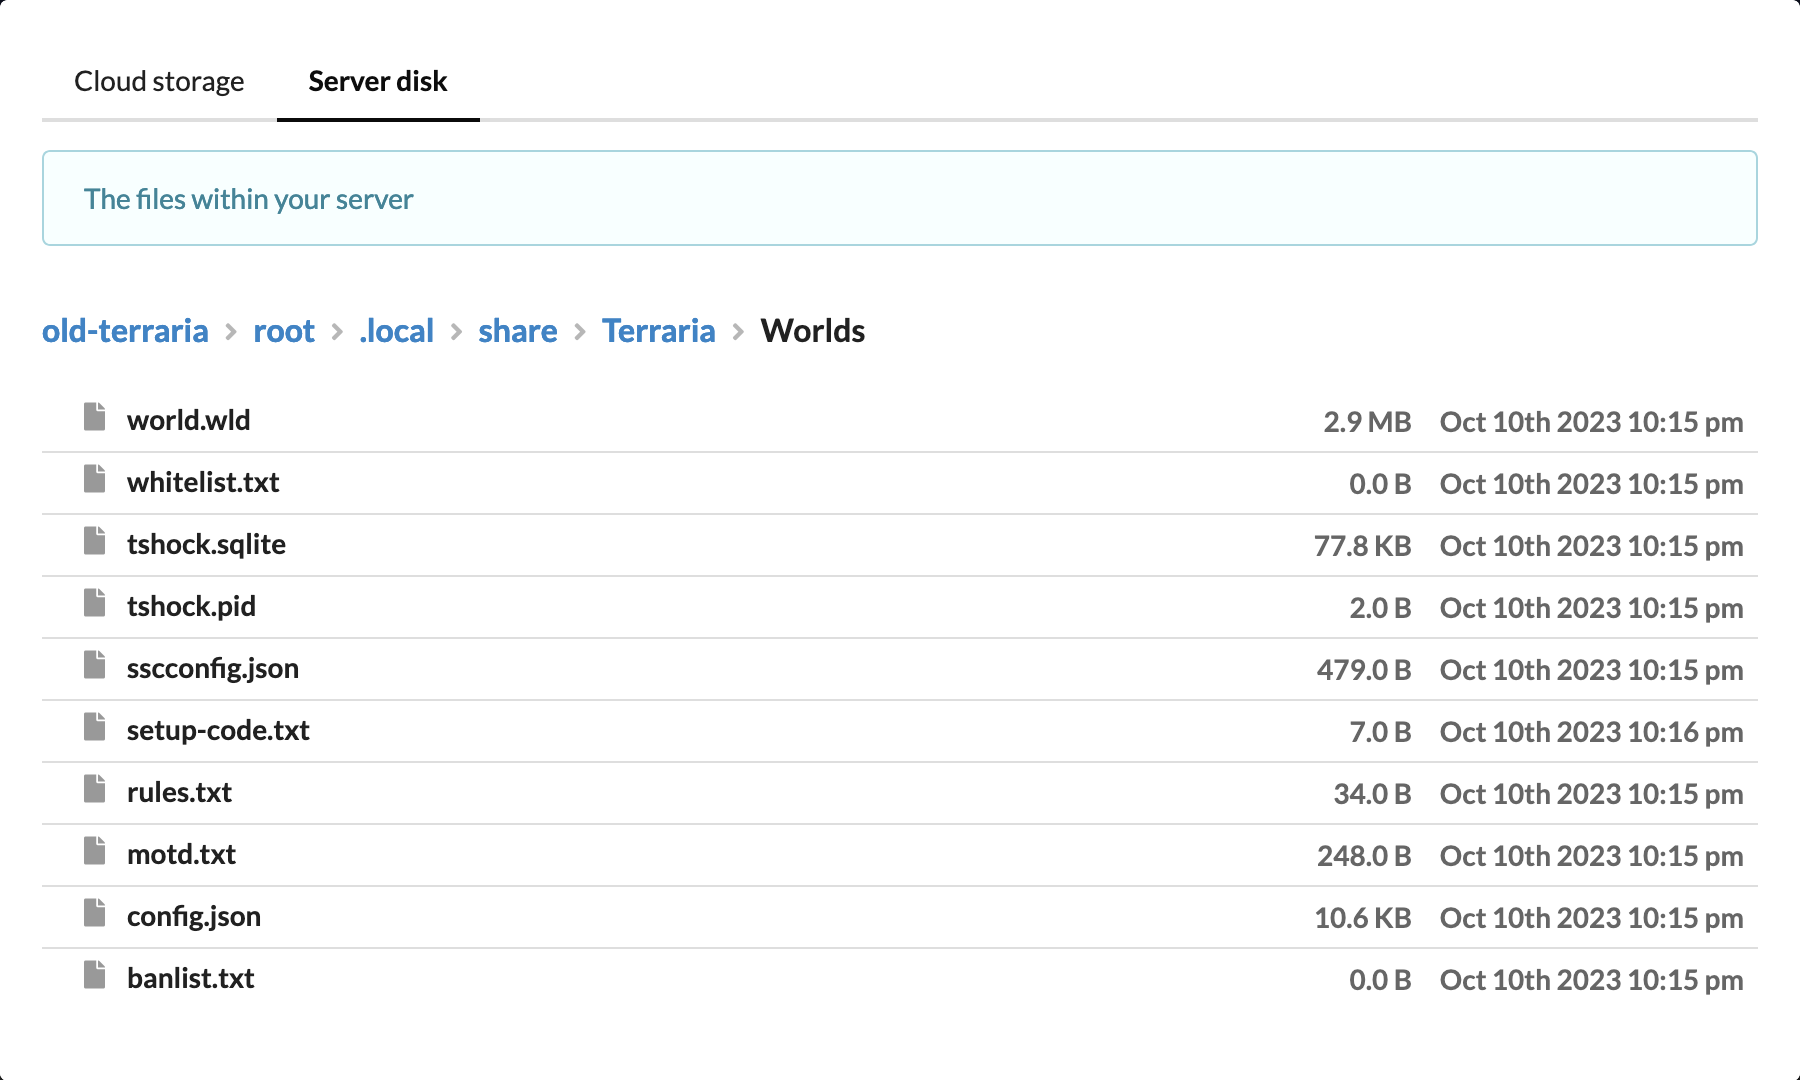 Cloud storage Server disk
The files within your server
old-terraria > root > .local > share > Terraria > Worlds
world.wld 2.9 MB Oct 10th 2023 10:15 pm
whitelist.txt 0.0 B Oct 10th 2023 10:15 pm
tshock.sqlite 77.8 KB Oct 10th 2023 10:15 pm
tshock.pid 2.0 B Oct 10th 2023 10:15 pm
sscconfig.json 479.0 B Oct 10th 2023 10:15 pm
setup-code.txt 7.0 B Oct 10th 2023 10:16 pm
rules.txt 34.0 B Oct 10th 2023 10:15 pm
motd.txt 248.0 B Oct 10th 2023 10:15 pm
config.json 10.6 KB Oct 10th 2023 10:15 pm
banlist.txt 0.0 B Oct 10th 2023 10:15 pm